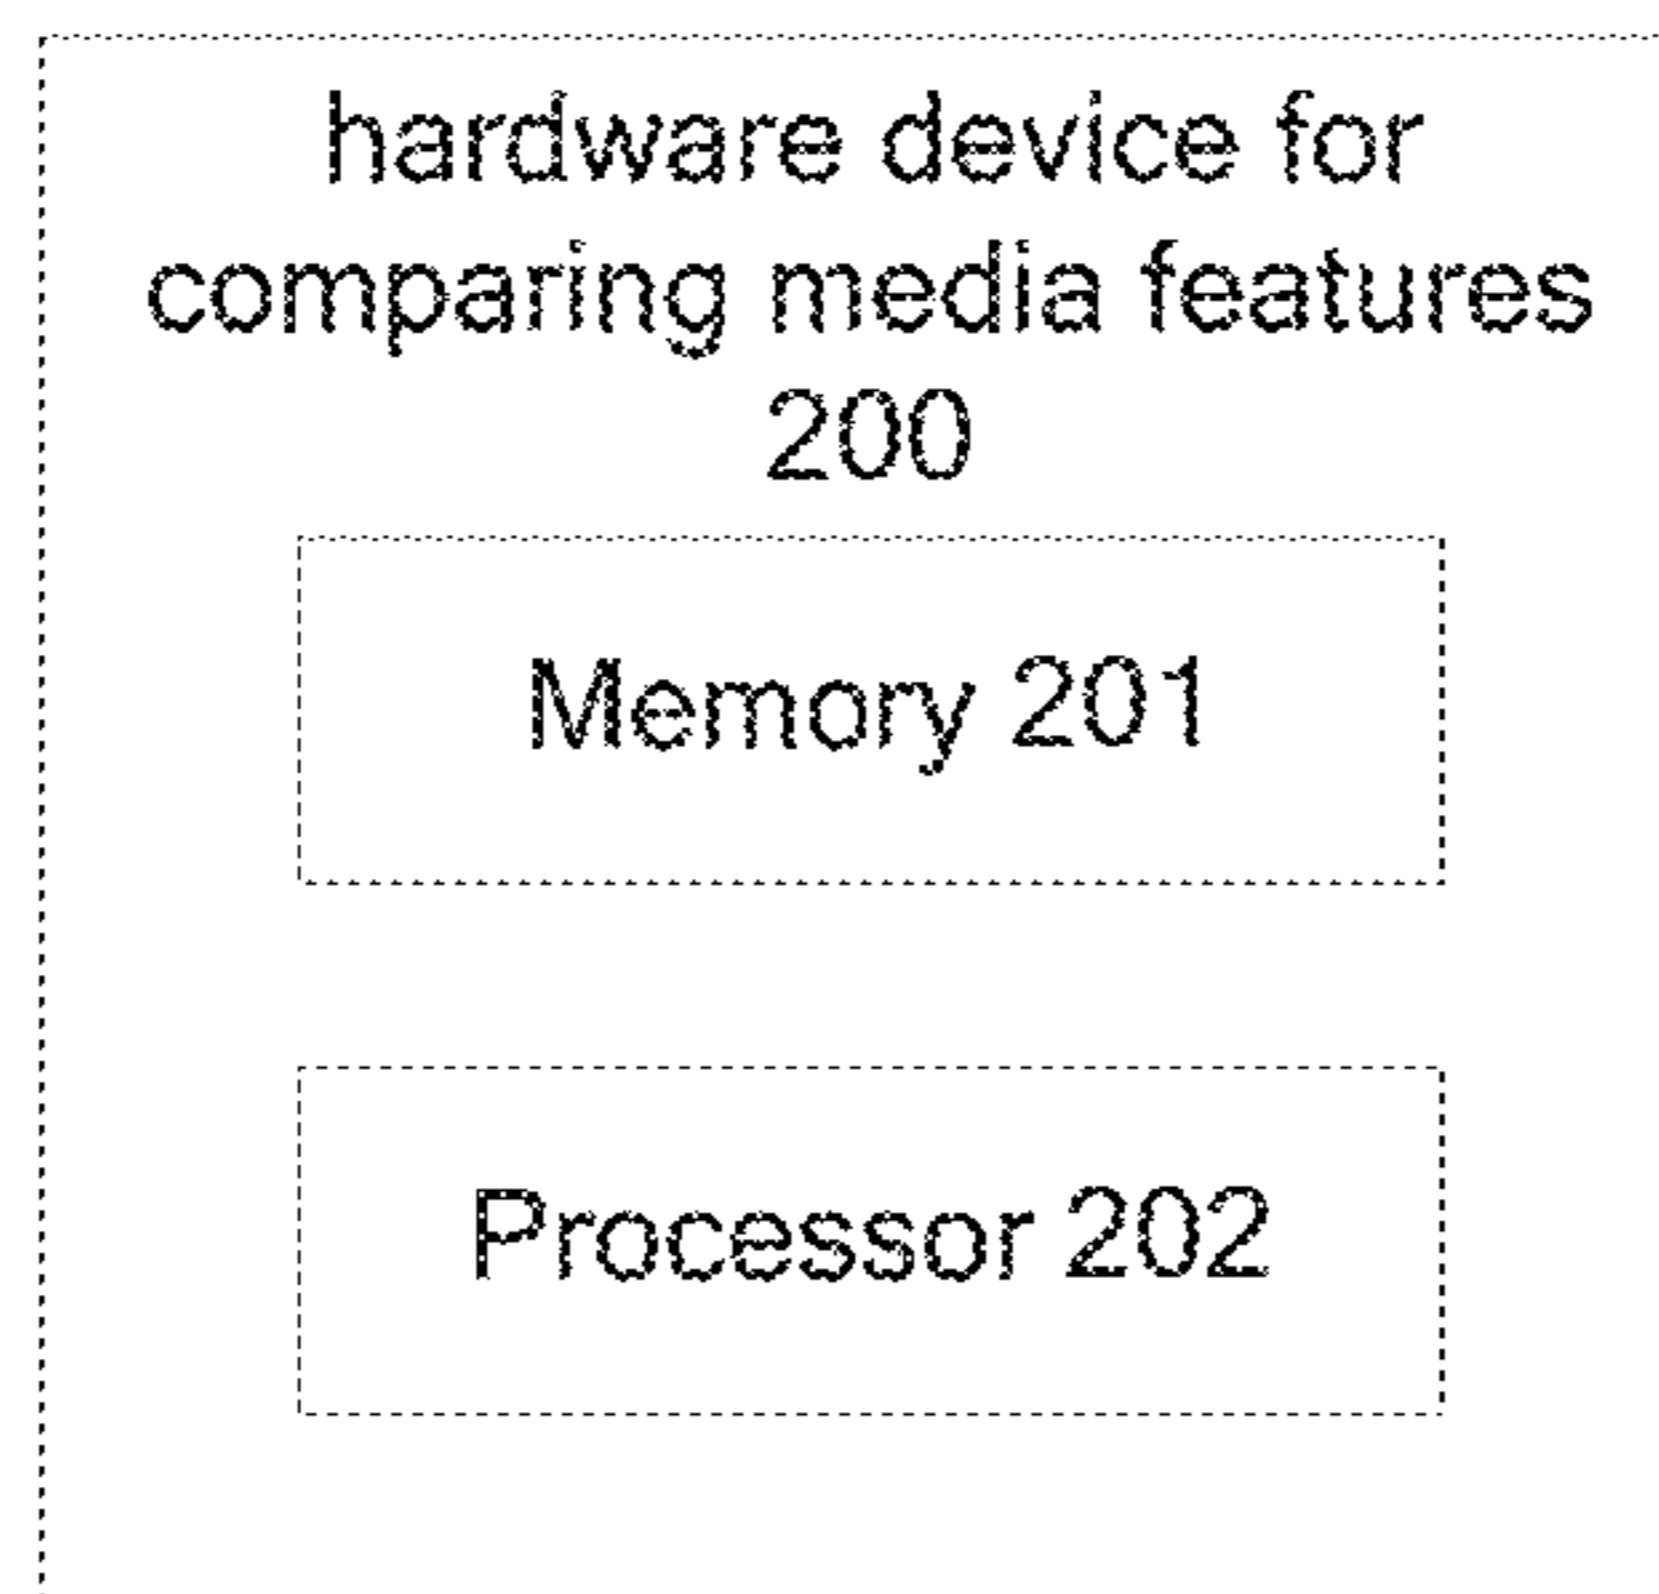 hardware device for
comparing media features
200
Memory 201
Processor 202